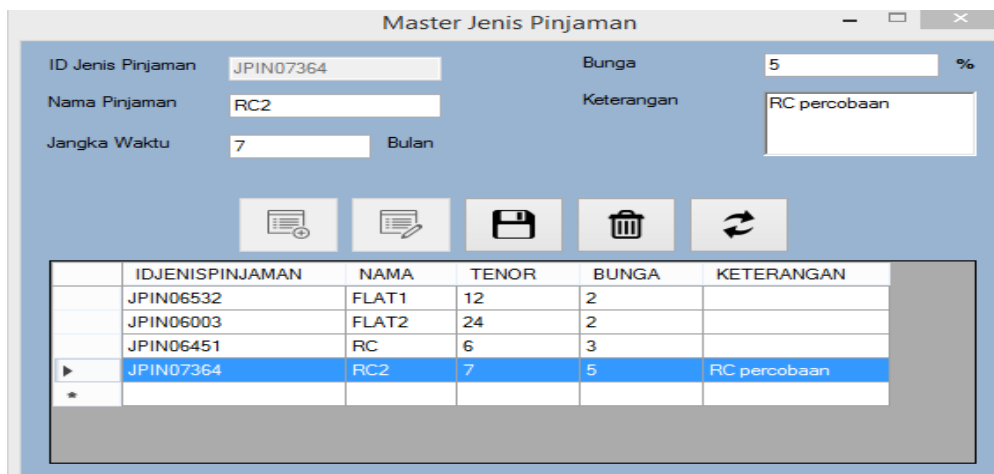 Master Jenis Pinjaman
ID Jenis Pinjaman JPIN07364 Bunga 5 %
Nama Pinjaman RC2 Keterangan RC percobaan
Jangka Waktu 7 Bulan
IDJENISPINJAMAN NAMA TENOR BUNGA KETERANGAN
JPIN06532 FLAT1 12 2
JPIN06003 FLAT2 24 2
JPIN06451 RC 6 3
JPIN07364 RC2 7 5 RC percobaan